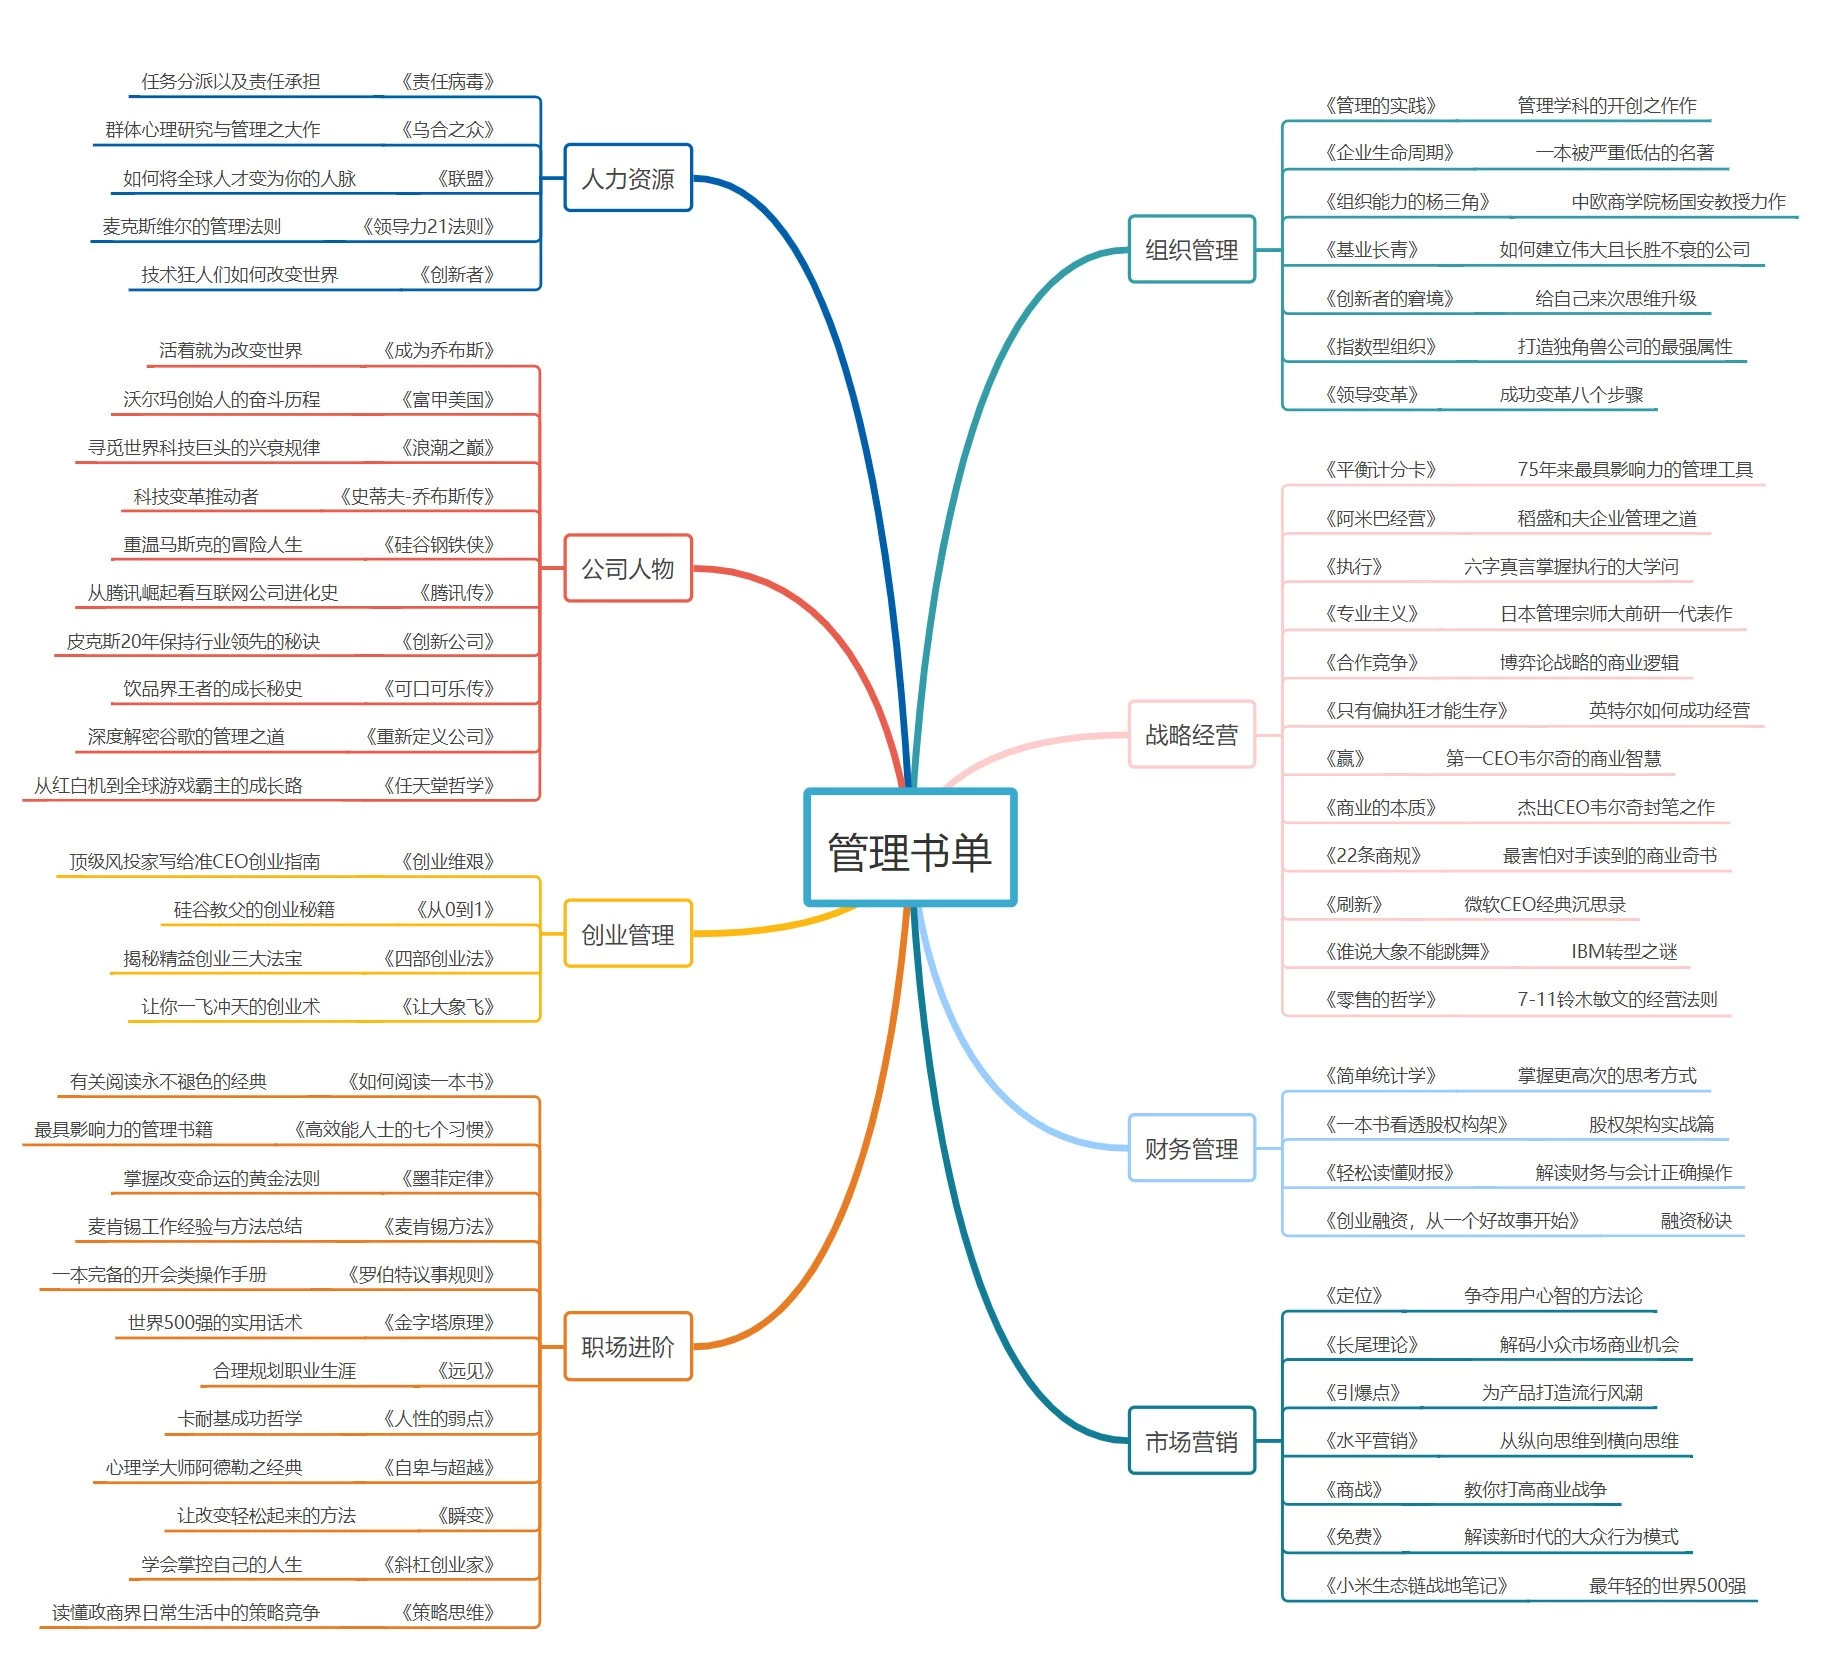 管理书单
人力资源
任务分派以及责任承担 《责任病毒》
群体心理研究与管理之大作 《乌合之众》
如何将全球人才变为你的人脉 《联盟》
麦克斯维尔的管理法则 《领导力21法则》
技术狂人们如何改变世界 《创新者》
公司人物
活着就为改变世界 《成为乔布斯》
沃尔玛创始人的奋斗历程 《富甲美国》
寻觅世界科技巨头的兴衰规律 《浪潮之巅》
科技变革推动者 《史蒂夫-乔布斯传》
重温马斯克的冒险人生 《硅谷钢铁侠》
从腾讯崛起看互联网公司进化史 《腾讯传》
皮克斯20年保持行业领先的秘诀 《创新公司》
饮品界王者的成长秘史 《可口可乐传》
深度解密谷歌的管理之道 《重新定义公司》
从红白机到全球游戏霸主的成长路 《任天堂哲学》
创业管理
顶级风投家写给准CEO创业指南 《创业维艰》
硅谷教父的创业秘籍 《从0到1》
揭秘精益创业三大法宝 《四部创业法》
让你一飞冲天的创业术 《让大象飞》
职场进阶
有关阅读永不褪色的经典 《如何阅读一本书》
最具影响力的管理书籍 《高效能人士的七个习惯》
掌握改变命运的黄金法则 《墨菲定律》
麦肯锡工作经验与方法总结 《麦肯锡方法》
一本完备的开会类操作手册 《罗伯特议事规则》
世界500强的实用话术 《金字塔原理》
合理规划职业生涯 《远见》
卡耐基成功哲学 《人性的弱点》
心理学大师阿德勒之经典 《自卑与超越》
让改变轻松起来的方法 《瞬变》
学会掌控自己的人生 《斜杠创业家》
读懂政商界日常生活中的策略竞争 《策略思维》
组织管理
《管理的实践》 管理学科的开创之作作
《企业生命周期》 一本被严重低估的名著
《组织能力的杨三角》 中欧商学院杨国安教授力作
《基业长青》 如何建立伟大且长胜不衰的公司
《创新者的窘境》 给自己来次思维升级
《指数型组织》 打造独角兽公司的最强属性
《领导变革》 成功变革八个步骤
战略经营
《平衡计分卡》 75年来最具影响力的管理工具
《阿米巴经营》 稻盛和夫企业管理之道
《执行》 六字真言掌握执行的大学问
《专业主义》 日本管理宗师大前研一代表作
《合作竞争》 博弈论战略的商业逻辑
《只有偏执狂才能生存》 英特尔如何成功经营
《赢》 第一CEO韦尔奇的商业智慧
《商业的本质》 杰出CEO韦尔奇封笔之作
《22条商规》 最害怕对手读到的商业奇书
《刷新》 微软CEO经典沉思录
《谁说大象不能跳舞》 IBM转型之谜
《零售的哲学》 7-11铃木敏文的经营法则
财务管理
《简单统计学》 掌握更高次的思考方式
《一本书看透股权构架》 股权架构实战篇
《轻松读懂财报》 解读财务与会计正确操作
《创业融资，从一个好故事开始》 融资秘诀
市场营销
《定位》 争夺用户心智的方法论
《长尾理论》 解码小众市场商业机会
《引爆点》 为产品打造流行风潮
《水平营销》 从纵向思维到横向思维
《商战》 教你打高商业战争
《免费》 解读新时代的大众行为模式
《小米生态链战地笔记》 最年轻的世界500强